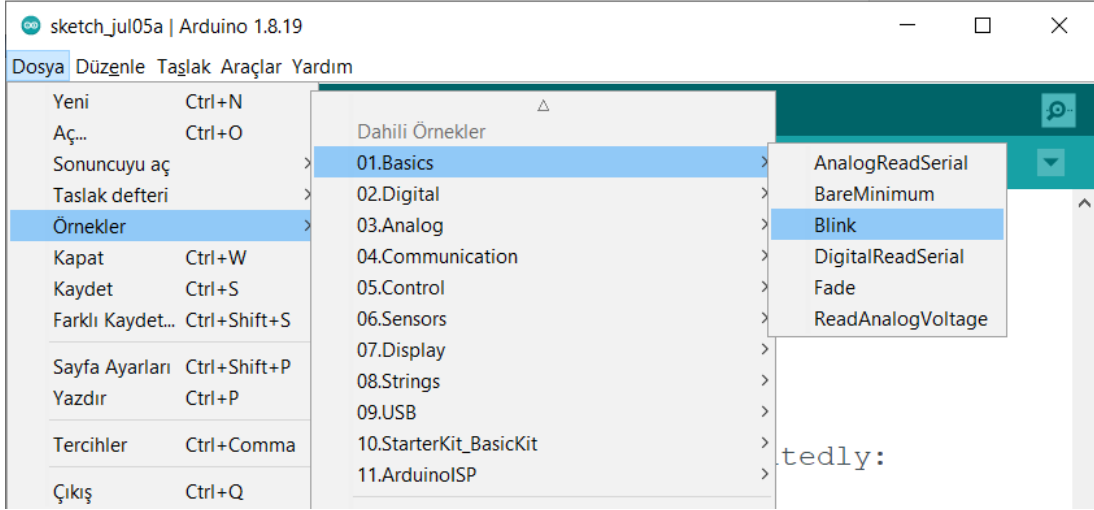 sketch_jul05a | Arduino 1.8.19
Dosya Düzenle Taslak Araçlar Yardım
Yeni Ctrl+N
Aç... Ctrl+O
Sonuncuyu aç
Taslak defteri
Örnekler
Kapat Ctrl+W
Kaydet Ctrl+S
Farklı Kaydet... Ctrl+Shift+S
Sayfa Ayarları Ctrl+Shift+P
Yazdır Ctrl+P
Tercihler Ctrl+Comma
Çıkış Ctrl+Q
Dahili Örnekler
01.Basics
02.Digital
03.Analog
04.Communication
05.Control
06.Sensors
07.Display
08.Strings
09.USB
10.StarterKit_BasicKit
11.ArduinoISP
AnalogReadSerial
BareMinimum
Blink
DigitalReadSerial
Fade
ReadAnalogVoltage
tedly: